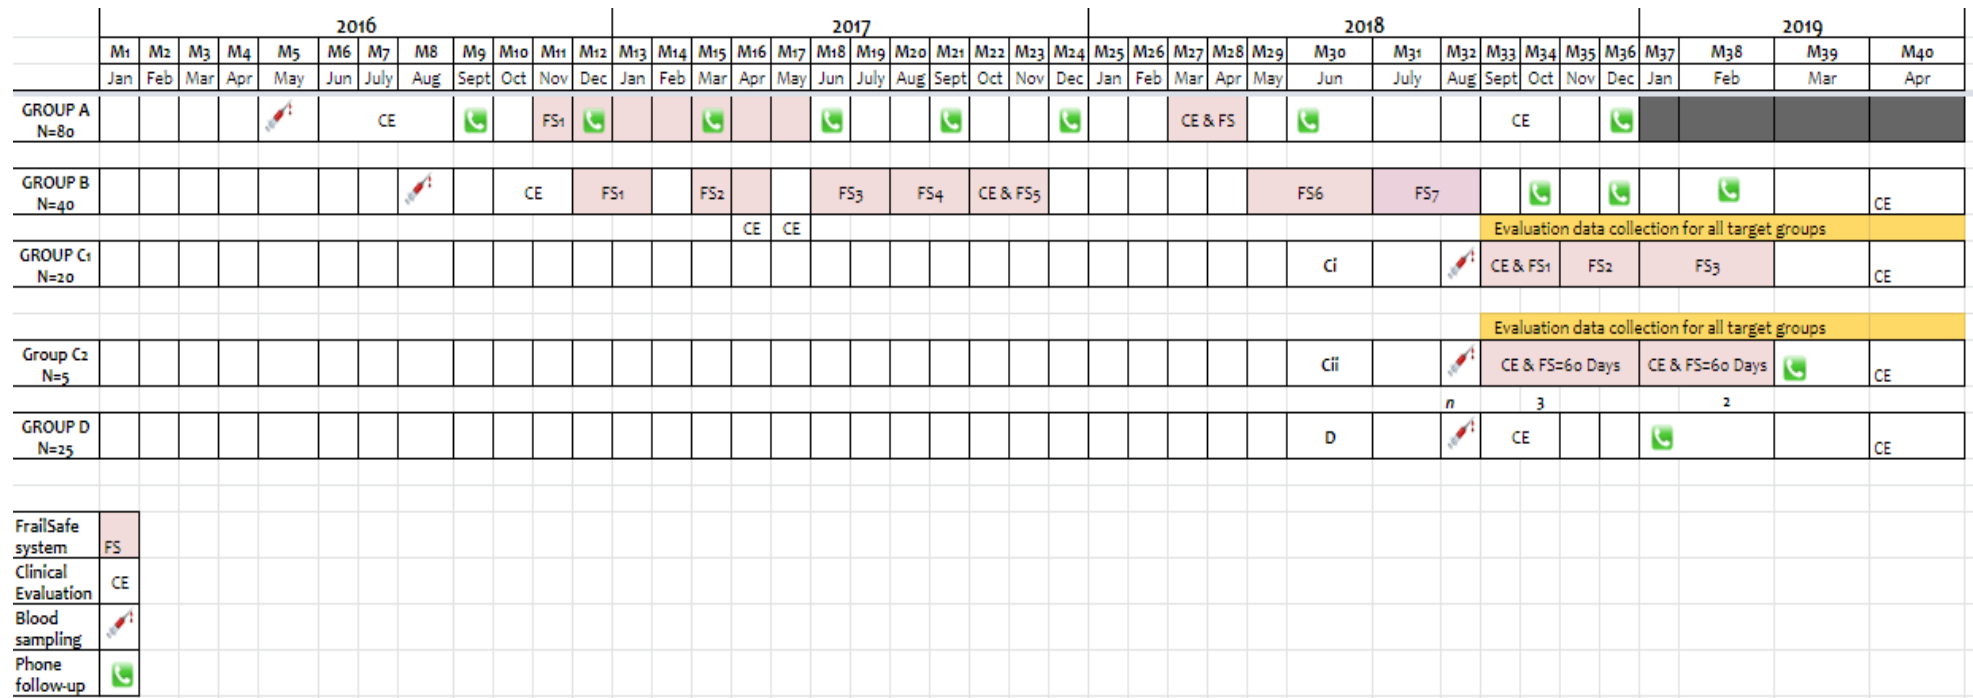 2016 2017 2018 2019
M1 M2 M3 M4 M5 M6 M7 M8 M9 M10 M11 M12 M13 M14 M15 M16 M17 M18 M19 M20 M21 M22 M23 M24 M25 M26 M27 M28 M29 M30 M31 M32 M33 M34 M35 M36 M37 M38 M39 M40
Jan Feb Mar Apr May Jun July Aug Sept Oct Nov Dec Jan Feb Mar Apr May Jun July Aug Sept Oct Nov Dec Jan Feb Mar Apr May Jun July Aug Sept Oct Nov Dec Jan Feb Mar Apr
GROUP A
N=80
CE FS1 CE & FS CE
GROUP B
N=40
CE FS1 FS2 FS3 FS4 CE & FS5 FS6 FS7 CE
CE CE Evaluation data collection for all target groups
GROUP C1
N=20
Ci CE & FS1 FS2 FS3 CE
Evaluation data collection for all target groups
Group C2
N=5
Cii CE & FS=60 Days CE & FS=60 Days CE
n 3 2
GROUP D
N=25
D CE CE
FrailSafe
system FS
Clinical
Evaluation CE
Blood
sampling
Phone
follow-up